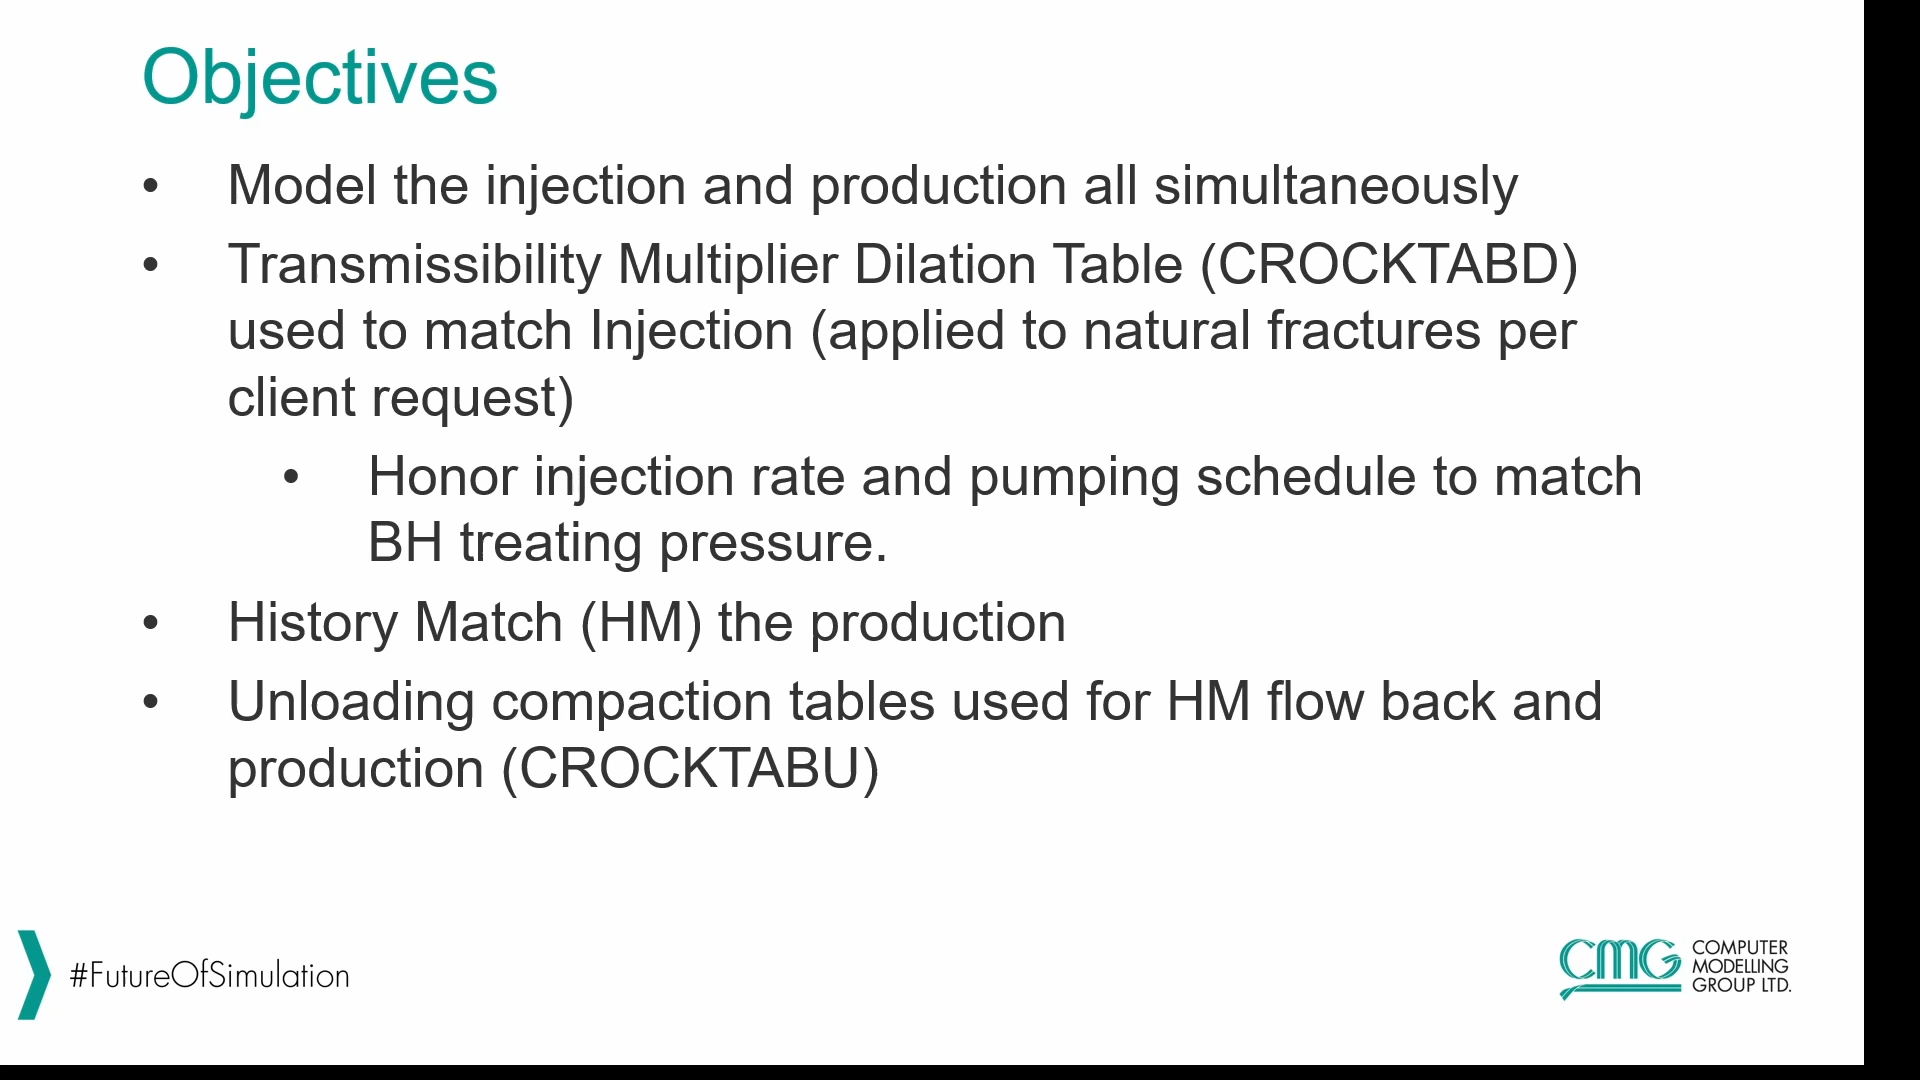 Objectives
• Model the injection and production all simultaneously
• Transmissibility Multiplier Dilation Table (CROCKTABD)
used to match Injection (applied to natural fractures per
client request)
• Honor injection rate and pumping schedule to match
BH treating pressure.
• History Match (HM) the production
• Unloading compaction tables used for HM flow back and
production (CROCKTABU)
#FutureOfSimulation
CMG
COMPUTER
MODELLING
GROUP LTD.